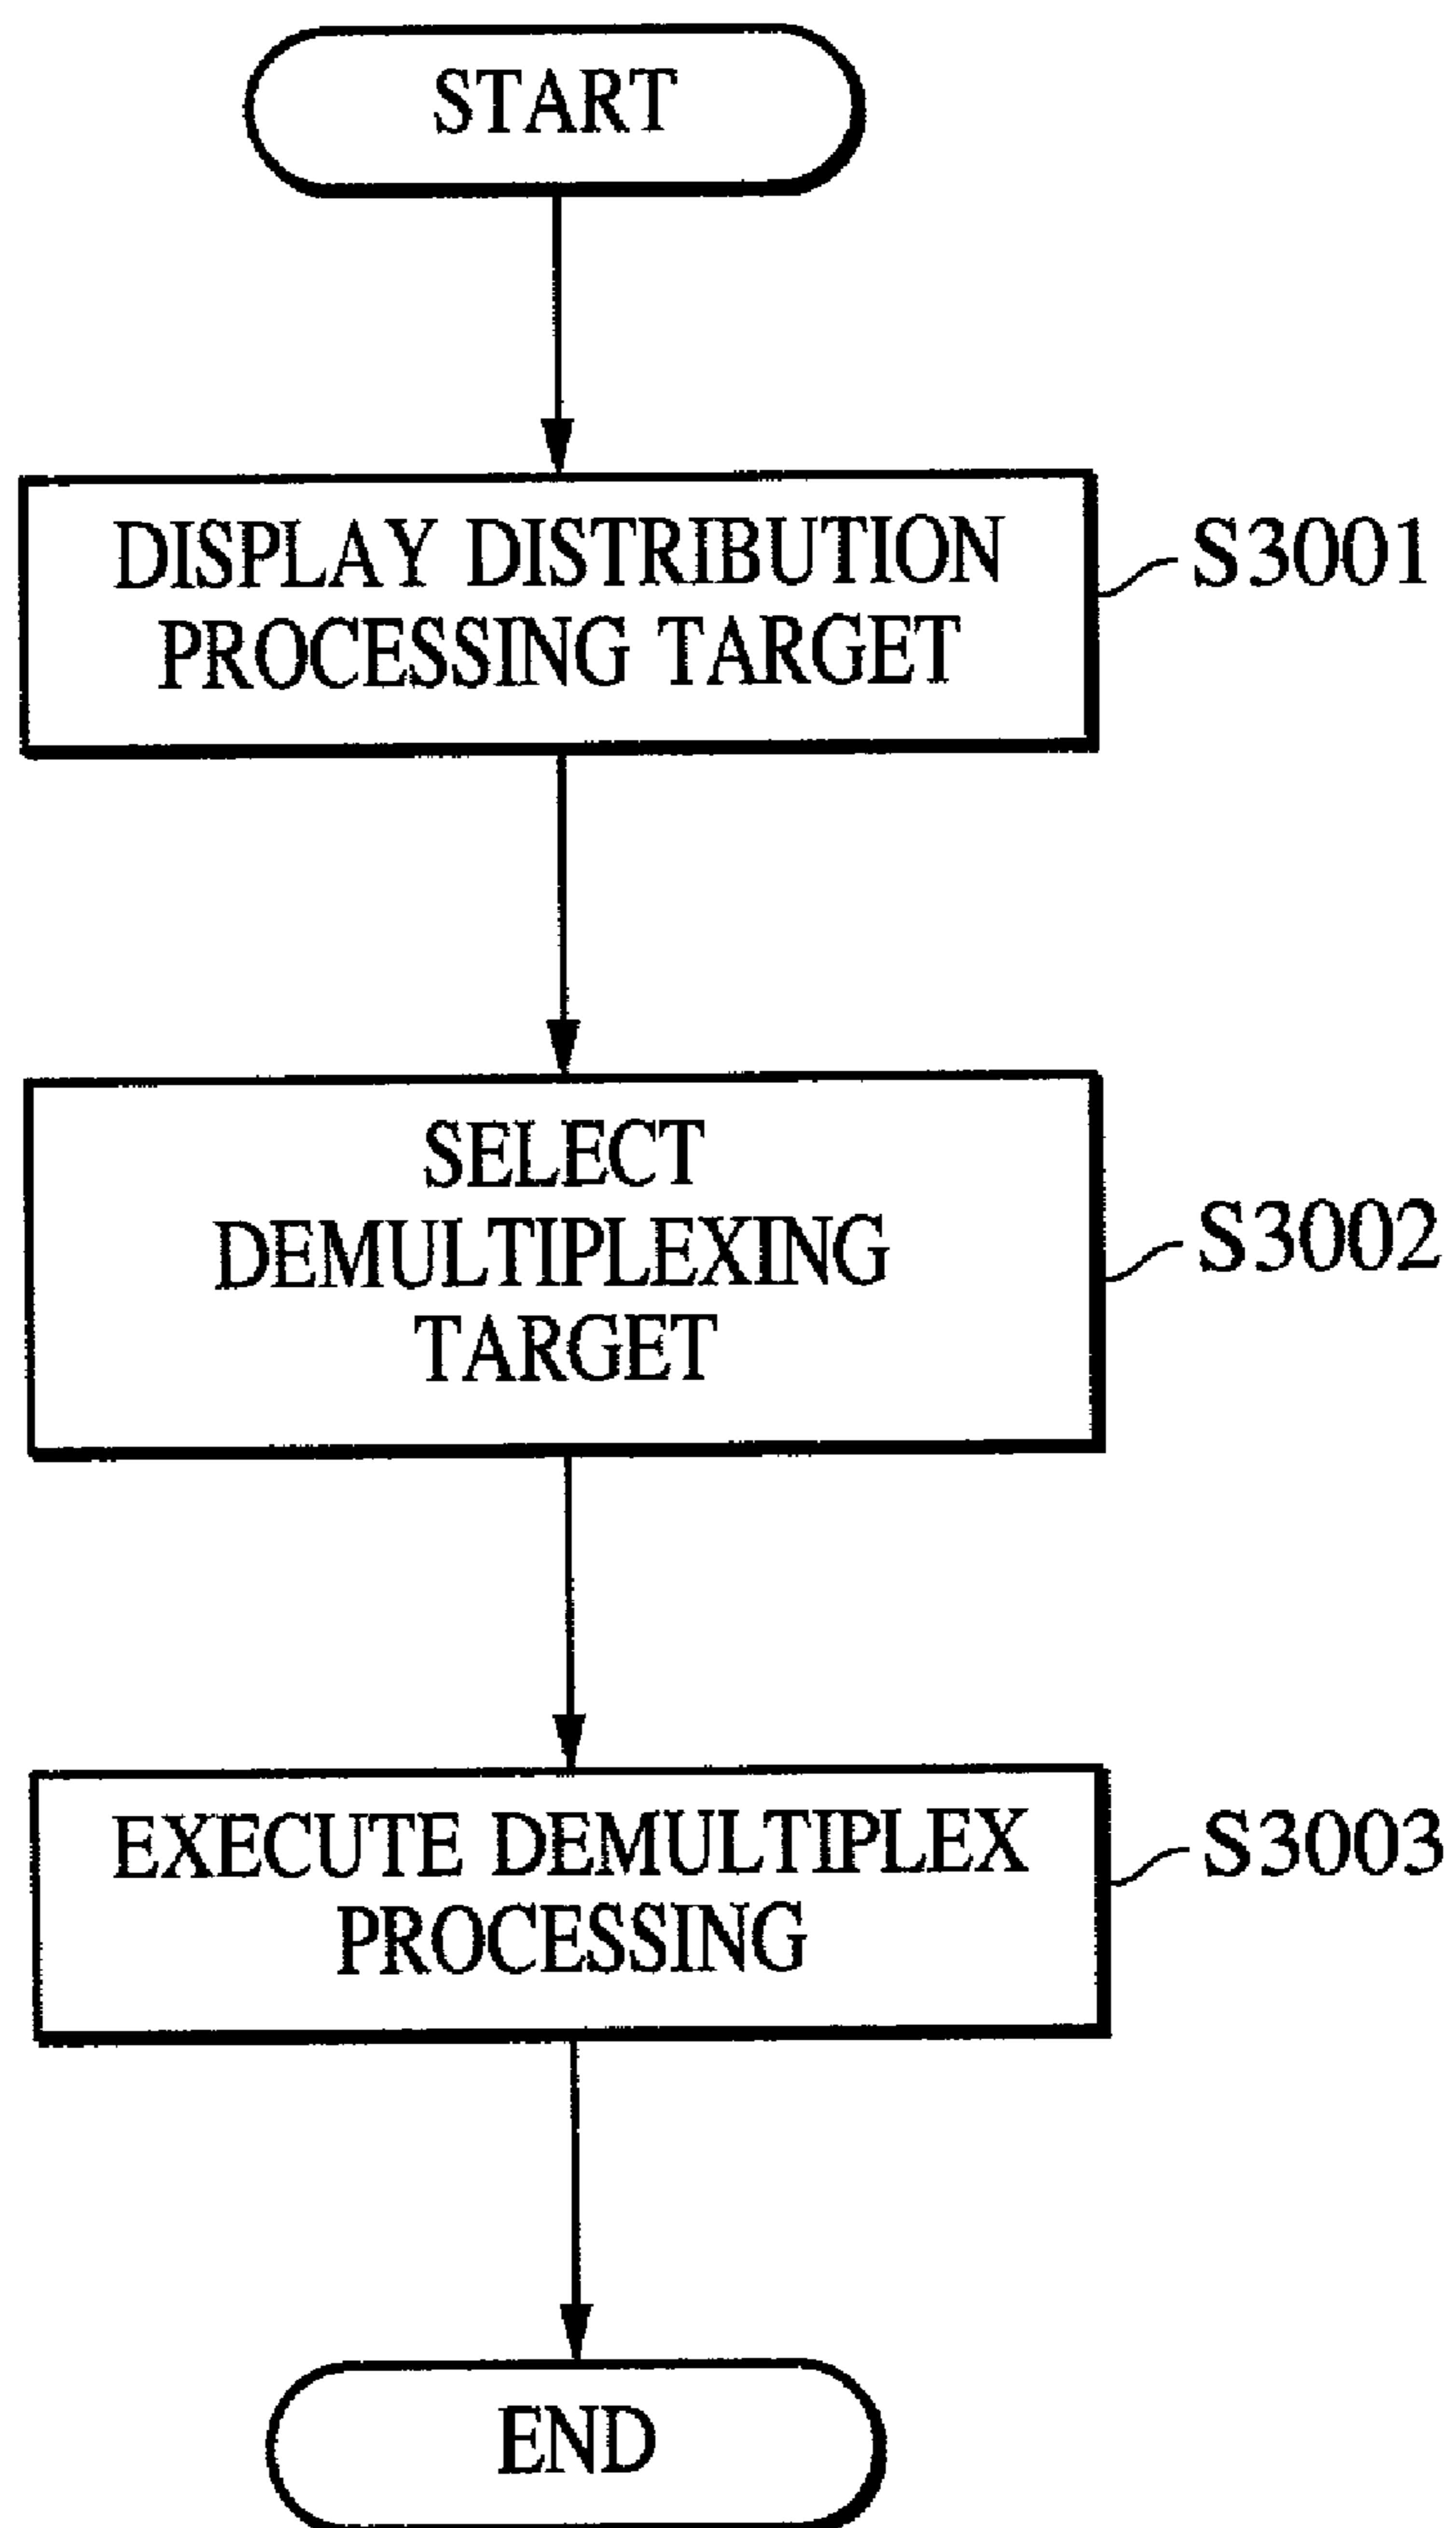 START
DISPLAY DISTRIBUTION
PROCESSING TARGET
S3001
SELECT
DEMULTIPLEXING
TARGET
S3002
EXECUTE DEMULTIPLEX
PROCESSING
S3003
END